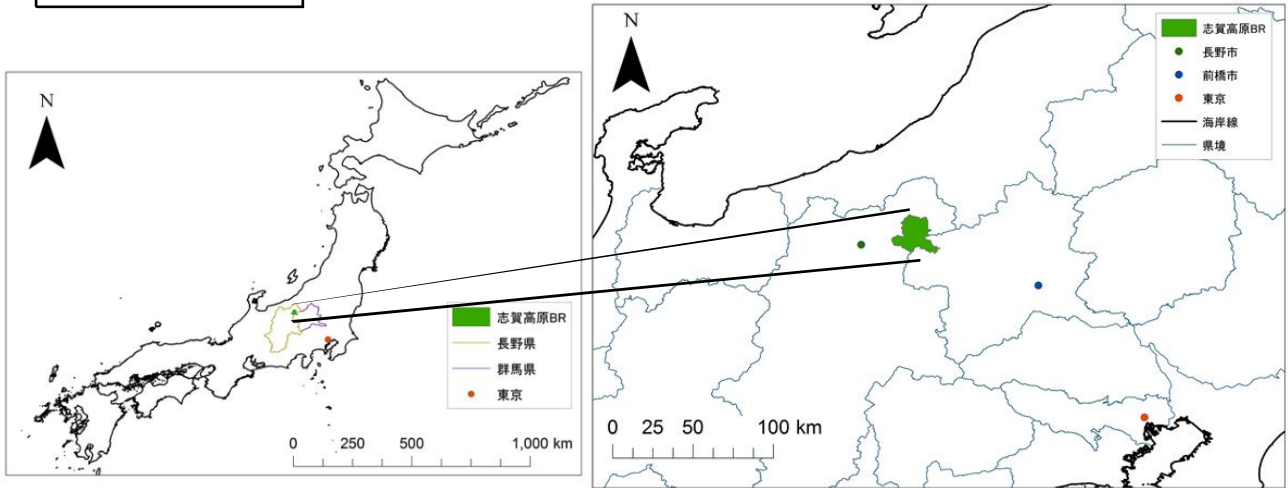 N
志賀高原BR
長野県
群馬県
東京
0 250 500 1,000 km
N
志賀高原BR
長野市
前橋市
東京
海岸線
県境
0 25 50 100 km